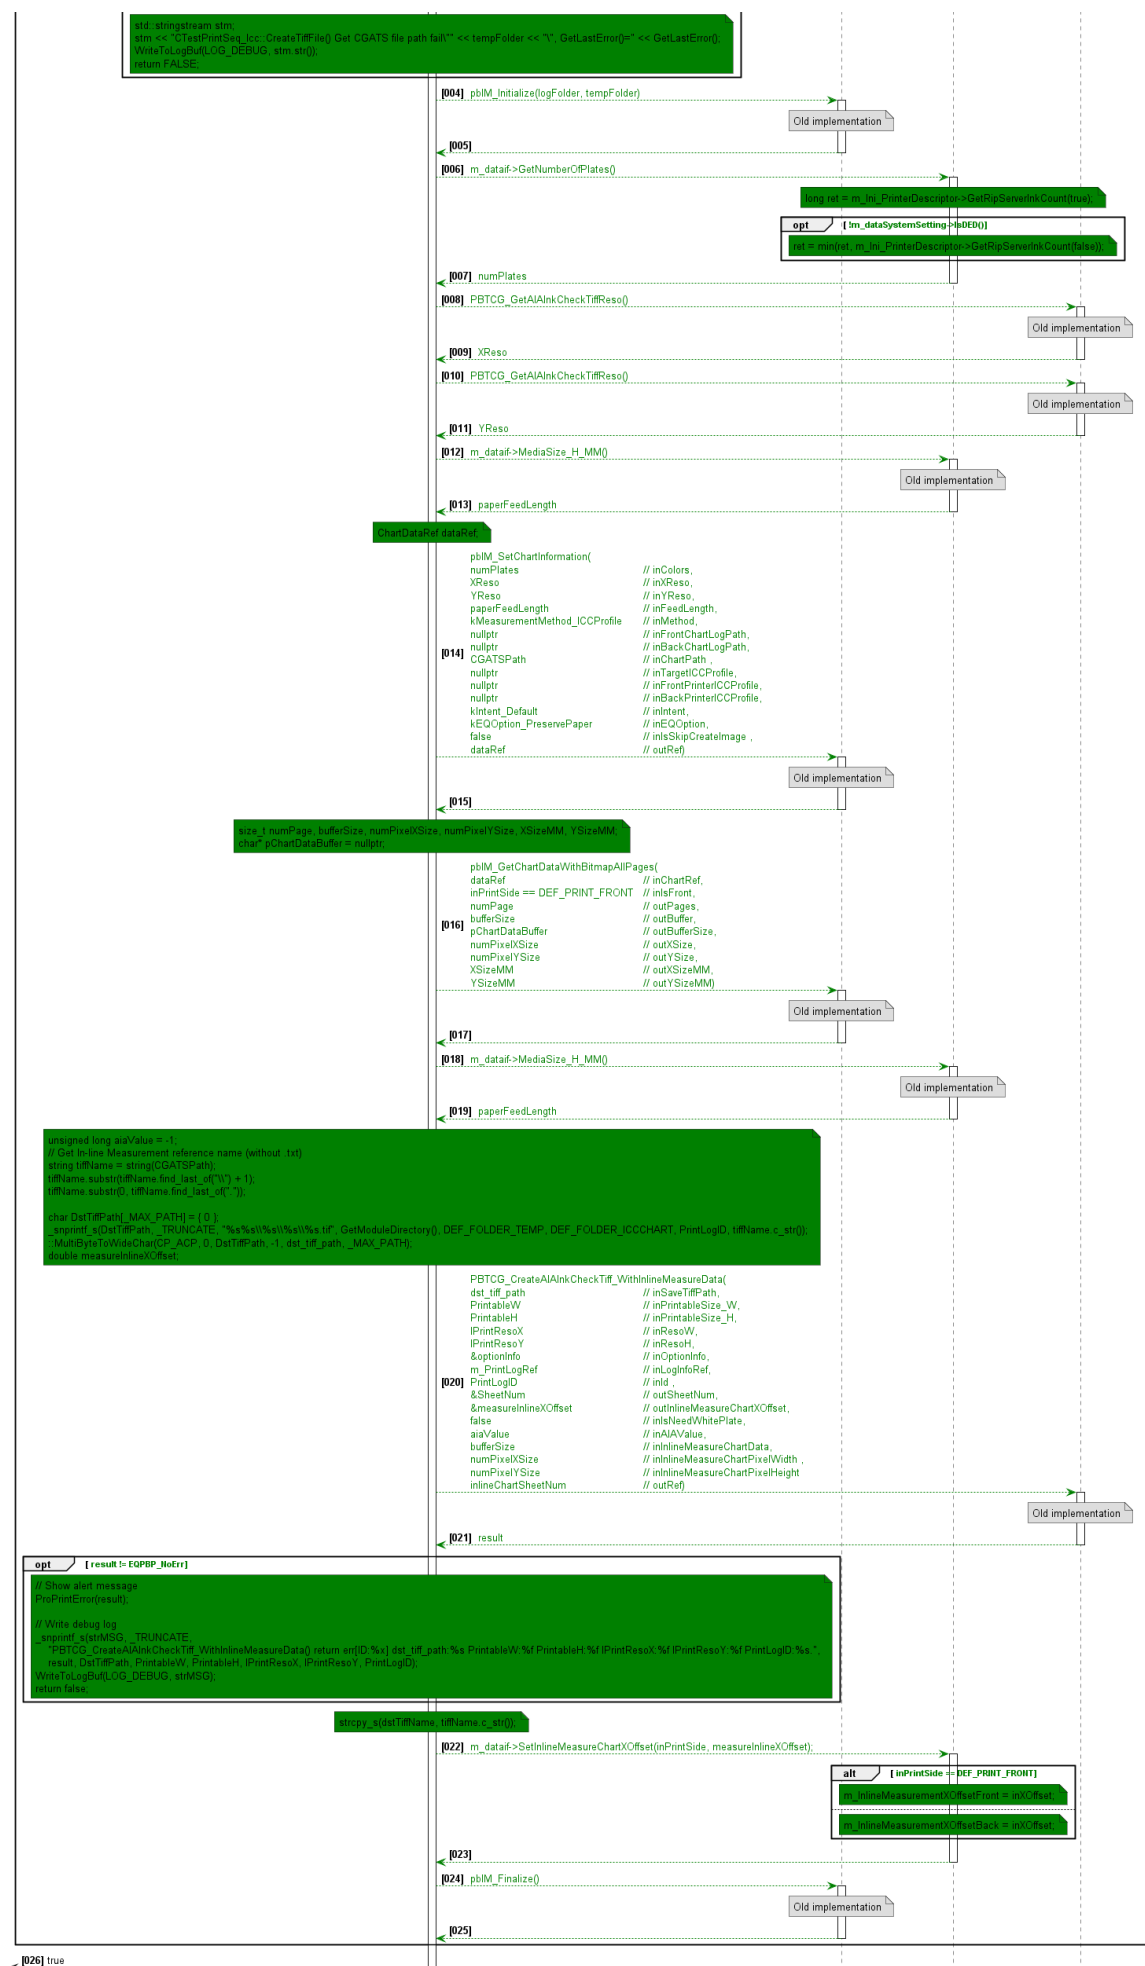 std::stringstream stm;
stm << "CTestPrintSeq_Icc::CreateTiffFile() Get CGATS file path fail\"" << tempFolder << "\", GetLastError()=" << GetLastError();
WriteToLogBuf(LOG_DEBUG, stm.str());
return FALSE;
[004] pbIM_Initialize(logFolder, tempFolder)
Old implementation
[005]
[006] m_dataif->GetNumberOfPlates()
long ret = m_Ini_PrinterDescriptor->GetRipServerInkCount(true);
opt [ !m_dataSystemSetting->IsDED()]
ret = min(ret, m_Ini_PrinterDescriptor->GetRipServerInkCount(false));
[007] numPlates
[008] PBTCG_GetAIAInkCheckTiffReso()
Old implementation
[009] XReso
[010] PBTCG_GetAIAInkCheckTiffReso()
Old implementation
[011] YReso
[012] m_dataif->MediaSize_H_MM()
Old implementation
[013] paperFeedLength
ChartDataRef dataRef;
pbIM_SetChartInformation(
numPlates // inColors,
XReso // inXReso,
YReso // inYReso,
paperFeedLength // inFeedLength,
kMeasurementMethod_ICCProfile // inMethod,
nullptr // inFrontChartLogPath,
nullptr // inBackChartLogPath,
[014] CGATSPath // inChartPath ,
nullptr // inTargetICCProfile,
nullptr // inFrontPrinterICCProfile,
nullptr // inBackPrinterICCProfile,
kIntent_Default // inIntent,
kEQOption_PreservePaper // inEQOption,
false // inIsSkipCreateImage ,
dataRef // outRef)
Old implementation
[015]
size_t numPage, bufferSize, numPixelXSize, numPixelYSize, XSizeMM, YSizeMM;
char* pChartDataBuffer = nullptr;
pbIM_GetChartDataWithBitmapAllPages(
dataRef // inChartRef,
inPrintSide == DEF_PRINT_FRONT // inIsFront,
numPage // outPages,
bufferSize // outBuffer,
[016] pChartDataBuffer // outBufferSize,
numPixelXSize // outXSize,
numPixelYSize // outYSize,
XSizeMM // outXSizeMM,
YSizeMM // outYSizeMM)
Old implementation
[017]
[018] m_dataif->MediaSize_H_MM()
Old implementation
[019] paperFeedLength
unsigned long aiaValue = -1;
// Get In-line Measurement reference name (without .txt)
string tiffName = string(CGATSPath);
tiffName.substr(tiffName.find_last_of("\\") + 1);
tiffName.substr(0, tiffName.find_last_of("."));
char DstTiffPath[_MAX_PATH] = { 0 };
_snprintf_s(DstTiffPath, _TRUNCATE, "%s%s\\%s\\%s\\%s.tif", GetModuleDirectory(), DEF_FOLDER_TEMP, DEF_FOLDER_ICCCHART, PrintLogID, tiffName.c_str());
::MultiByteToWideChar(CP_ACP, 0, DstTiffPath, -1, dst_tiff_path, _MAX_PATH);
double measureInlineXOffset;
PBTCG_CreateAIAInkCheckTiff_WithInlineMeasureData(
dst_tiff_path // inSaveTiffPath,
PrintableW // inPrintableSize_W,
PrintableH // inPrintableSize_H,
lPrintResoX // inResoW,
lPrintResoY // inResoH,
&optionInfo // inOptionInfo,
m_PrintLogRef // inLogInfoRef,
[020] PrintLogID // inId ,
&SheetNum // outSheetNum,
&measureInlineXOffset // outInlineMeasureChartXOffset,
false // inIsNeedWhitePlate,
aiaValue // inAIAValue,
bufferSize // inInlineMeasureChartData,
numPixelXSize // inInlineMeasureChartPixelWidth ,
numPixelYSize // inInlineMeasureChartPixelHeight
inlineChartSheetNum // outRef)
Old implementation
[021] result
opt [ result != EQPBP_NoErr]
// Show alert message
ProPrintError(result);
// Write debug log
_snprintf_s(strMSG, _TRUNCATE,
"PBTCG_CreateAIAInkCheckTiff_WithInlineMeasureData() return err[ID:%x] dst_tiff_path:%s PrintableW:%f PrintableH:%f lPrintResoX:%f lPrintResoY:%f PrintLogID:%s.",
result, DstTiffPath, PrintableW, PrintableH, lPrintResoX, lPrintResoY, PrintLogID);
WriteToLogBuf(LOG_DEBUG, strMSG);
return false;
strcpy_s(dstTiffName, tiffName.c_str());
[022] m_dataif->SetInlineMeasureChartXOffset(inPrintSide, measureInlineXOffset);
alt [ inPrintSide == DEF_PRINT_FRONT]
m_InlineMeasurementXOffsetFront = inXOffset;
m_InlineMeasurementXOffsetBack = inXOffset;
[023]
[024] pbIM_Finalize()
Old implementation
[025]
[026] true